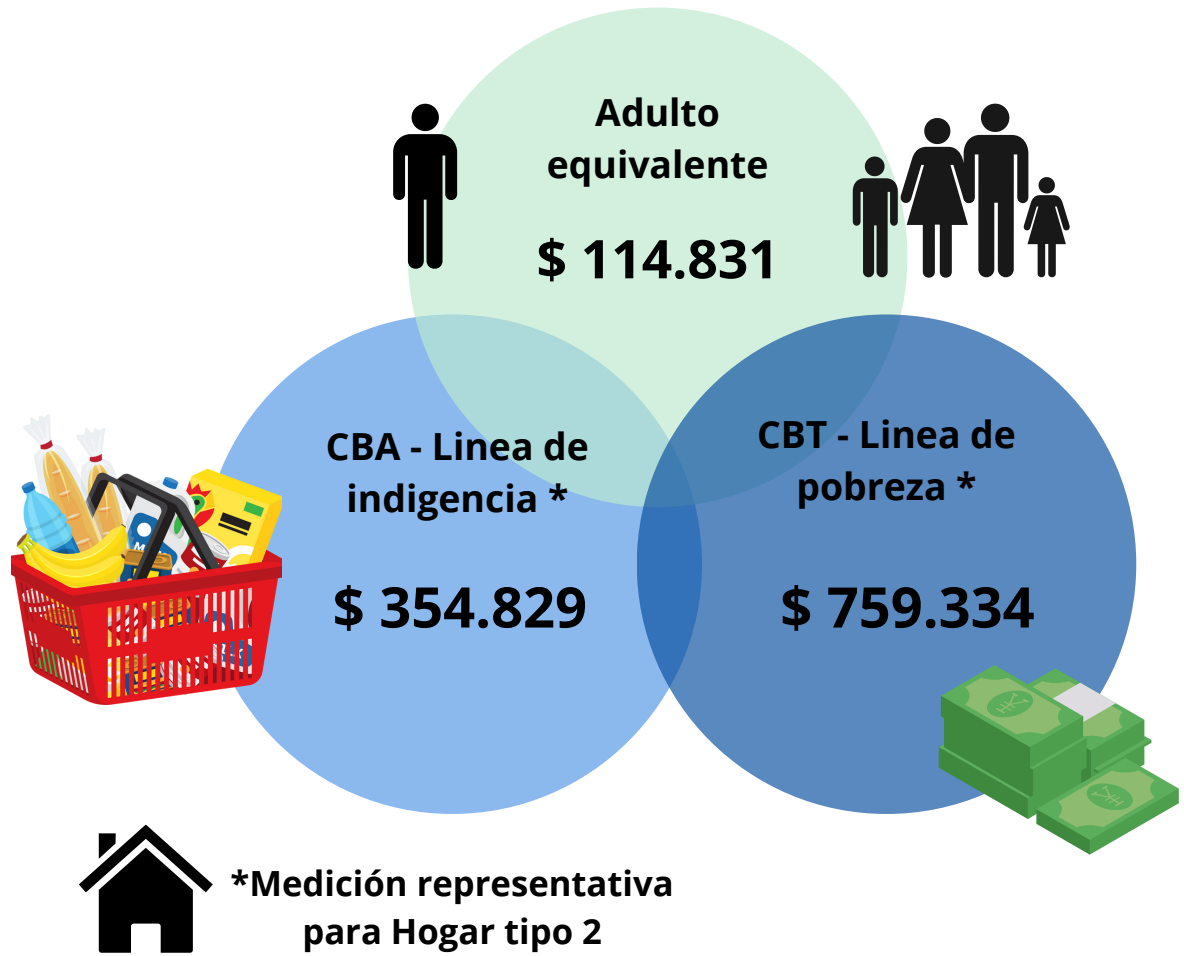 Adulto
equivalente
$ 114.831
CBA - Linea de
indigencia *
$ 354.829
CBT - Linea de
pobreza *
$ 759.334
*Medición representativa
para Hogar tipo 2